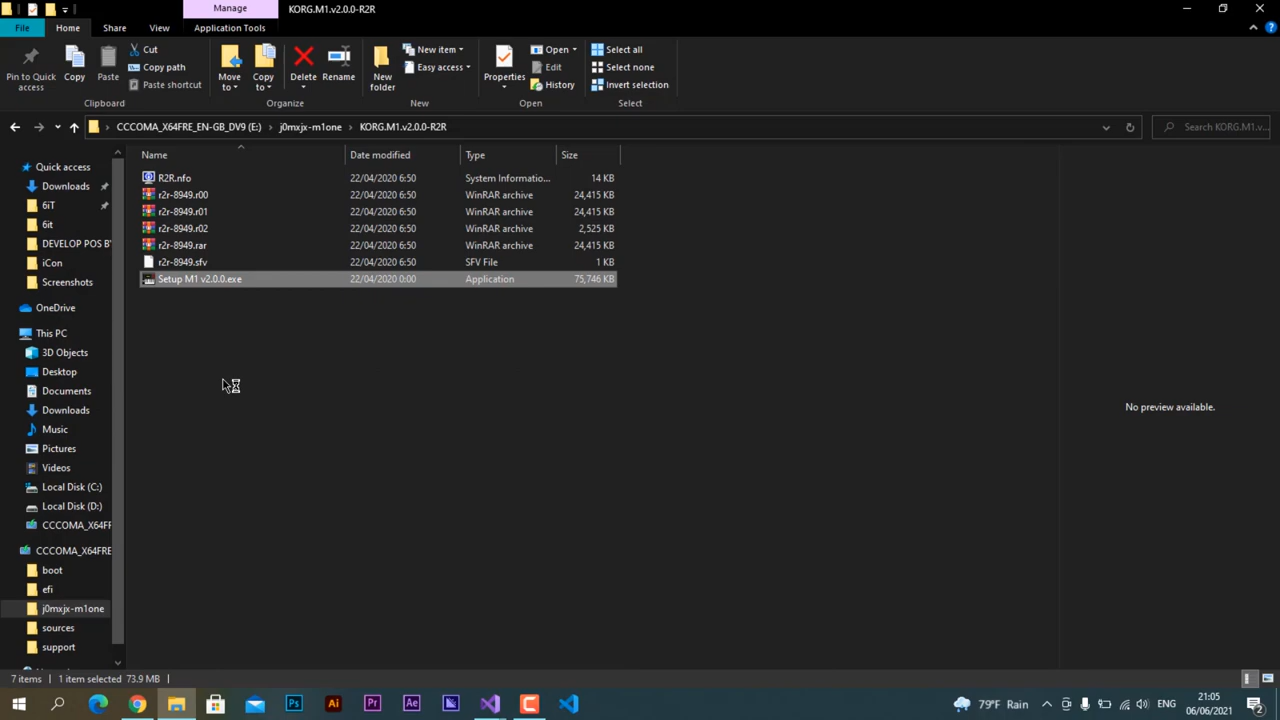 Manage
KORG.M1.v2.0.0-R2R
File
Home
Share
View
Application Tools
Pin to Quick access
Copy
Paste
Cut
Copy path
Paste shortcut
Clipboard
Move to
Copy to
Delete
Rename
Organize
New folder
New item
Easy access
New
Properties
Open
Edit
History
Open
Select all
Select none
Invert selection
Select
CCCOMA_X64FRE_EN-GB_DV9 (E:) > j0mxjx-m1one > KORG.M1.v2.0.0-R2R
Search KORG.M1.v...
Name Date modified Type Size
R2R.nfo 22/04/2020 6:50 System Informatio... 14 KB
r2r-8949.r00 22/04/2020 6:50 WinRAR archive 24,415 KB
r2r-8949.r01 22/04/2020 6:50 WinRAR archive 24,415 KB
r2r-8949.r02 22/04/2020 6:50 WinRAR archive 2,525 KB
r2r-8949.rar 22/04/2020 6:50 WinRAR archive 24,415 KB
r2r-8949.sfv 22/04/2020 6:50 SFV File 1 KB
Setup M1 v2.0.0.exe 22/04/2020 0:00 Application 75,746 KB
Quick access
Downloads
6iT
6it
DEVELOP POS BY
iCon
Screenshots
OneDrive
This PC
3D Objects
Desktop
Documents
Downloads
Music
Pictures
Videos
Local Disk (C:)
Local Disk (D:)
CCCOMA_X64FR
CCCOMA_X64FRE
boot
efi
j0mxjx-m1one
sources
support
No preview available.
7 items
1 item selected 73.9 MB
Ps
Ai
Pr
Ae
79°F Rain
ENG
21:05
06/06/2021
2